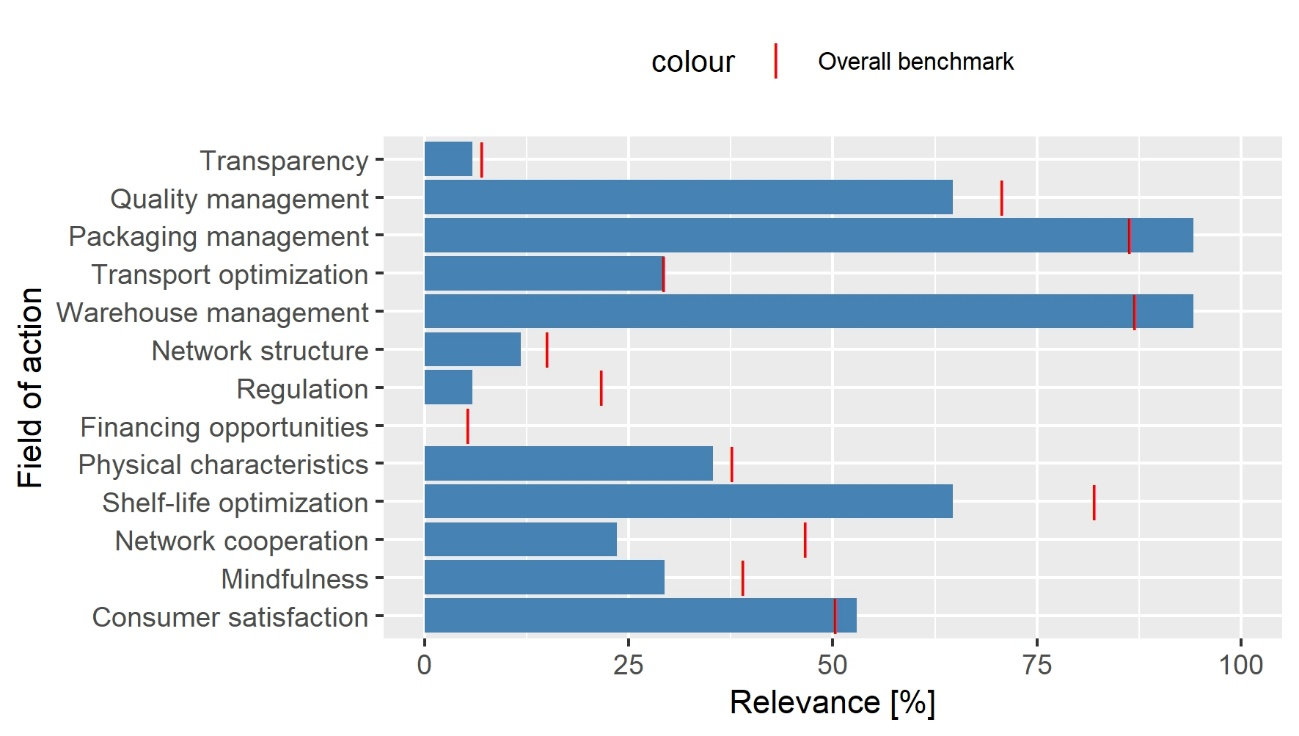 colour
Overall benchmark
Transparency
Quality management
Packaging management
Transport optimization
Warehouse management
Network structure
Regulation
Financing opportunities
Physical characteristics
Shelf-life optimization
Network cooperation
Mindfulness
Consumer satisfaction
Field of action
0 25 50 75 100
Relevance [%]